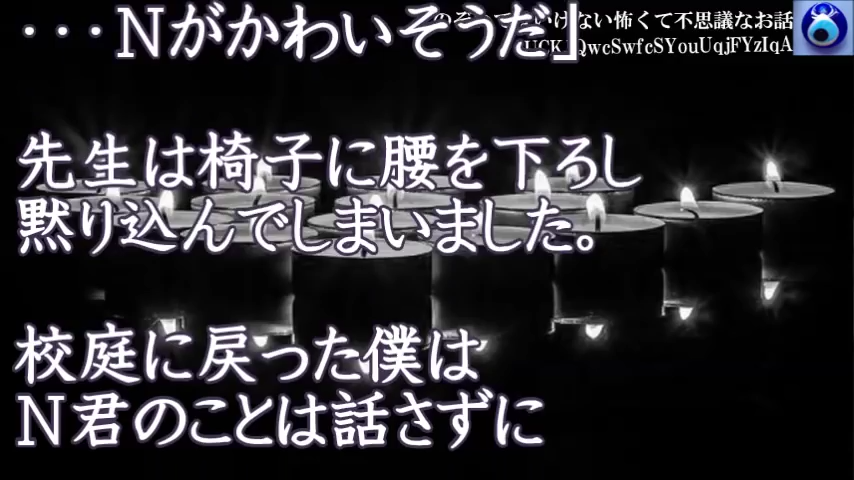 ・・・Ｎがかわいそうだ」
いけない怖くて不思議なお話
QwcSwfcSYouUqjFYzIqA
先生は椅子に腰を下ろし
黙り込んでしまいました。
校庭に戻った僕は
Ｎ君のことは話さずに